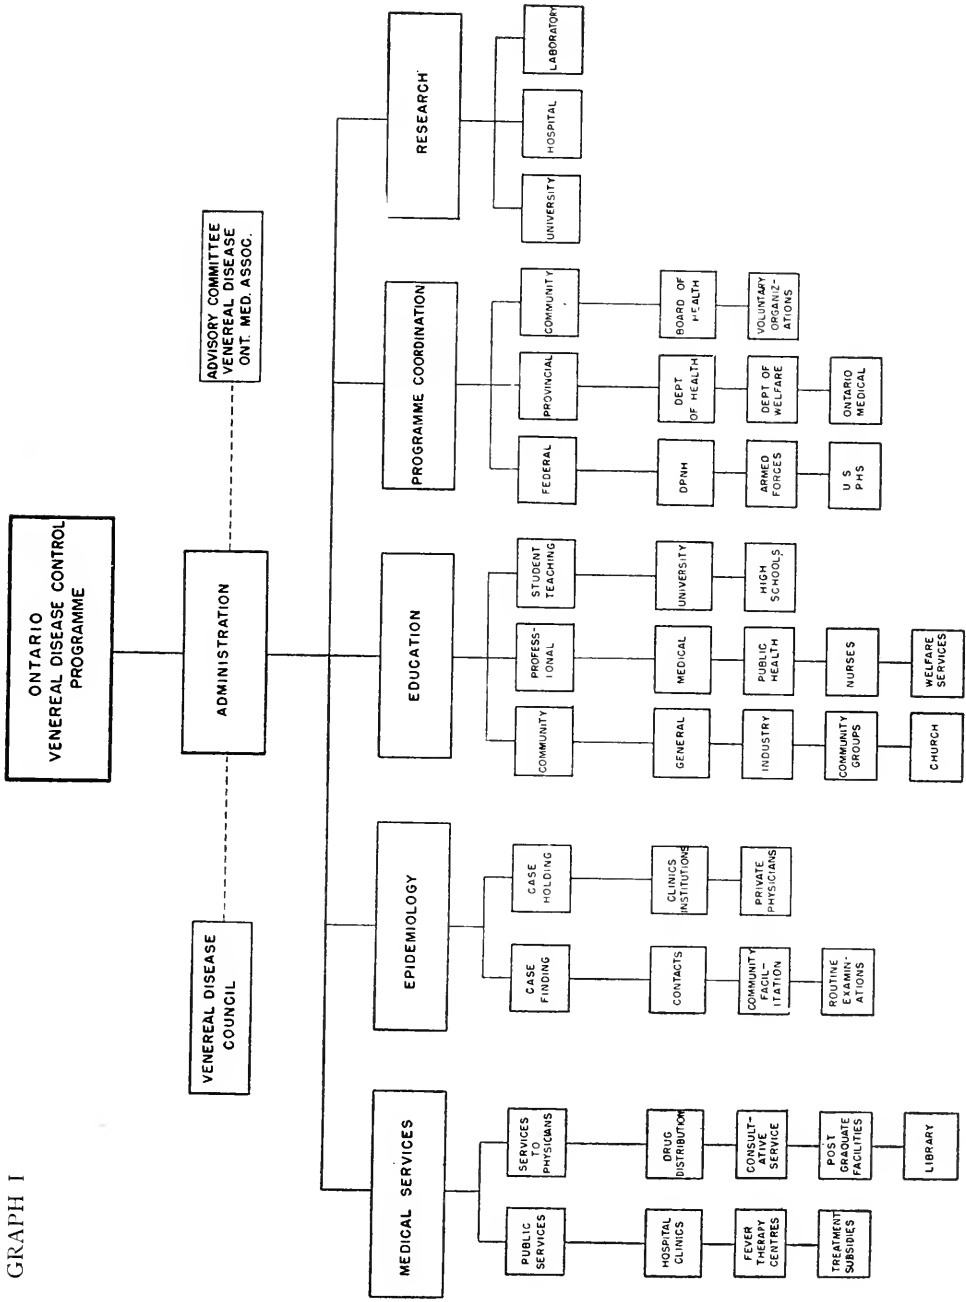 GRAPH I
ONTARIO
VENEREAL DISEASE CONTROL
PROGRAMME
VENEREAL DISEASE
COUNCIL
ADMINISTRATION
ADVISORY COMMITTEE
VENEREAL DISEASE
ONT. MED. ASSOC.
MEDICAL SERVICES
EPIDEMIOLOGY
EDUCATION
PROGRAMME COORDINATION
RESEARCH
PUBLIC
SERVICES
SERVICES
TO
PHYSICIANS
CASE
FINDING
CASE
HOLDING
COMMUNITY
PROFESS-
IONAL
STUDENT
TEACHING
FEDERAL
PROVINCIAL
COMMUNITY
UNIVERSITY
HOSPITAL
LABORATORY
HOSPITAL
CLINICS
DRUG
DISTRIBUTION
CONTACTS
CLINICS
INSTITUTIONS
GENERAL
MEDICAL
UNIVERSITY
DPNH
DEPT
OF HEALTH
BOARD OF
HEALTH
FEVER
THERAPY
CENTRES
CONSULT-
ATIVE
SERVICE
COMMUNITY
FACIL-
ITATION
PRIVATE
PHYSICIANS
INDUSTRY
PUBLIC
HEALTH
HIGH
SCHOOLS
ARMED
FORCES
DEPT OF
WELFARE
VOLUNTARY
ORGANIZ-
ATIONS
TREATMENT
SUBSIDIES
POST
GRADUATE
FACILITIES
ROUTINE
EXAMIN-
ATIONS
COMMUNITY
GROUPS
NURSES
U S
PHS
ONTARIO
MEDICAL
LIBRARY
CHURCH
WELFARE
SERVICES